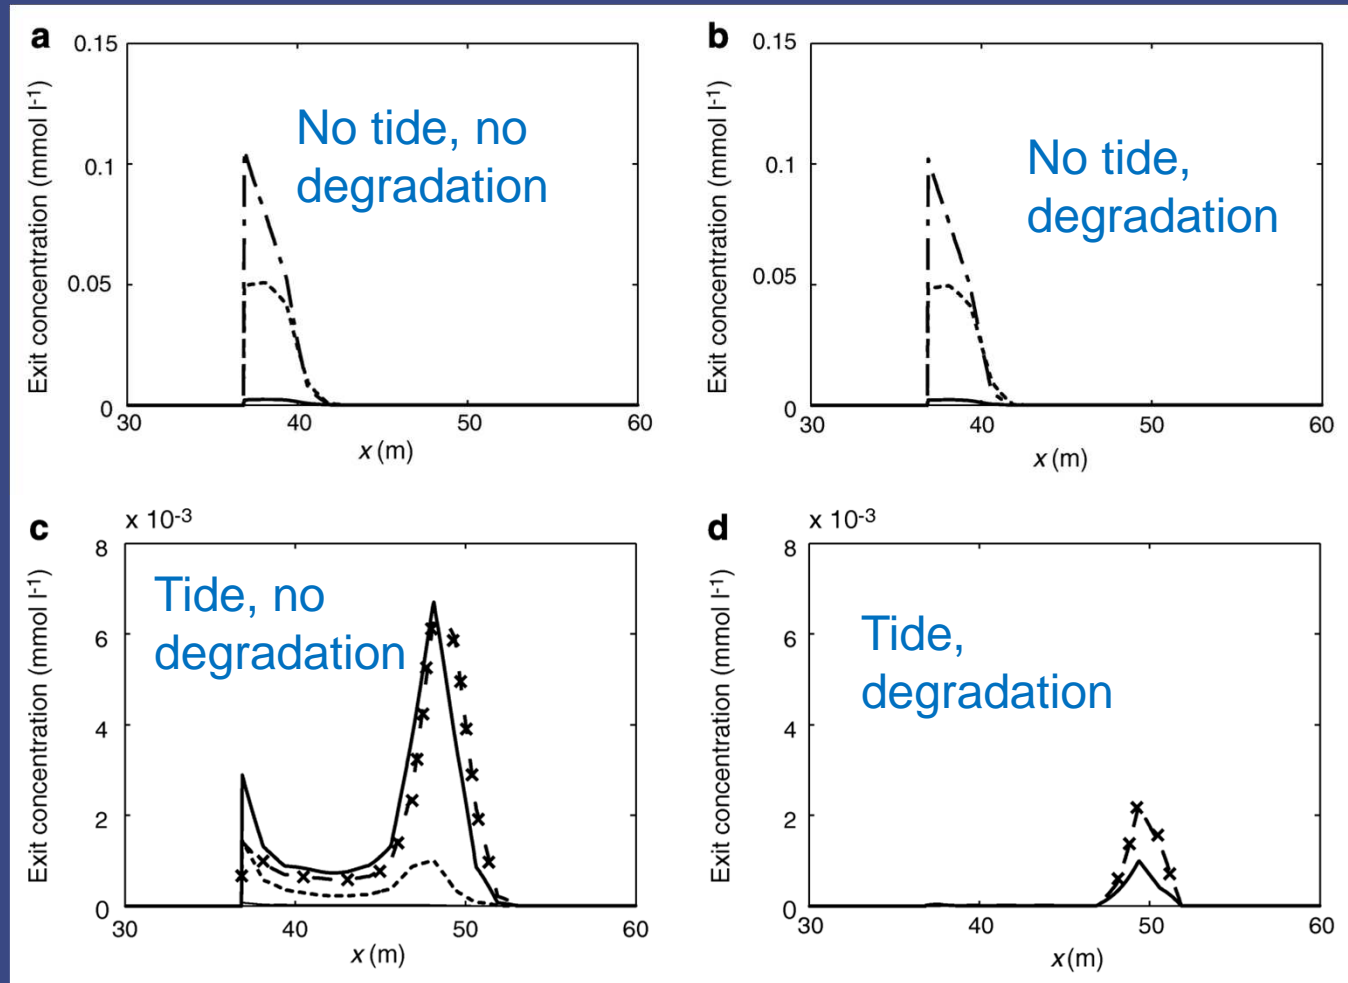 a
0.15
0.1
0.05
0
Exit concentration (mmol l-1)
No tide, no
degradation
30
40
50
60
x (m)
b
0.15
0.1
0.05
0
Exit concentration (mmol l-1)
No tide,
degradation
30
40
50
60
x (m)
c
x 10-3
8
6
4
2
0
Exit concentration (mmol l-1)
Tide, no
degradation
30
40
50
60
x (m)
d
x 10-3
8
6
4
2
0
Exit concentration (mmol l-1)
Tide,
degradation
30
40
50
60
x(m)